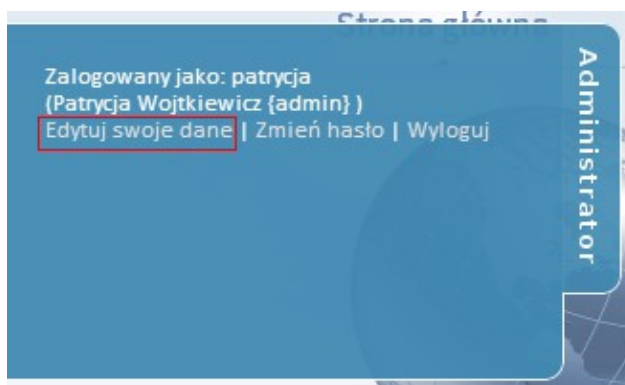 Strona główna
Zalogowany jako: patrycja
(Patrycja Wojtkiewicz {admin} )
Edytuj swoje dane | Zmień hasło | Wyloguj
Administrator